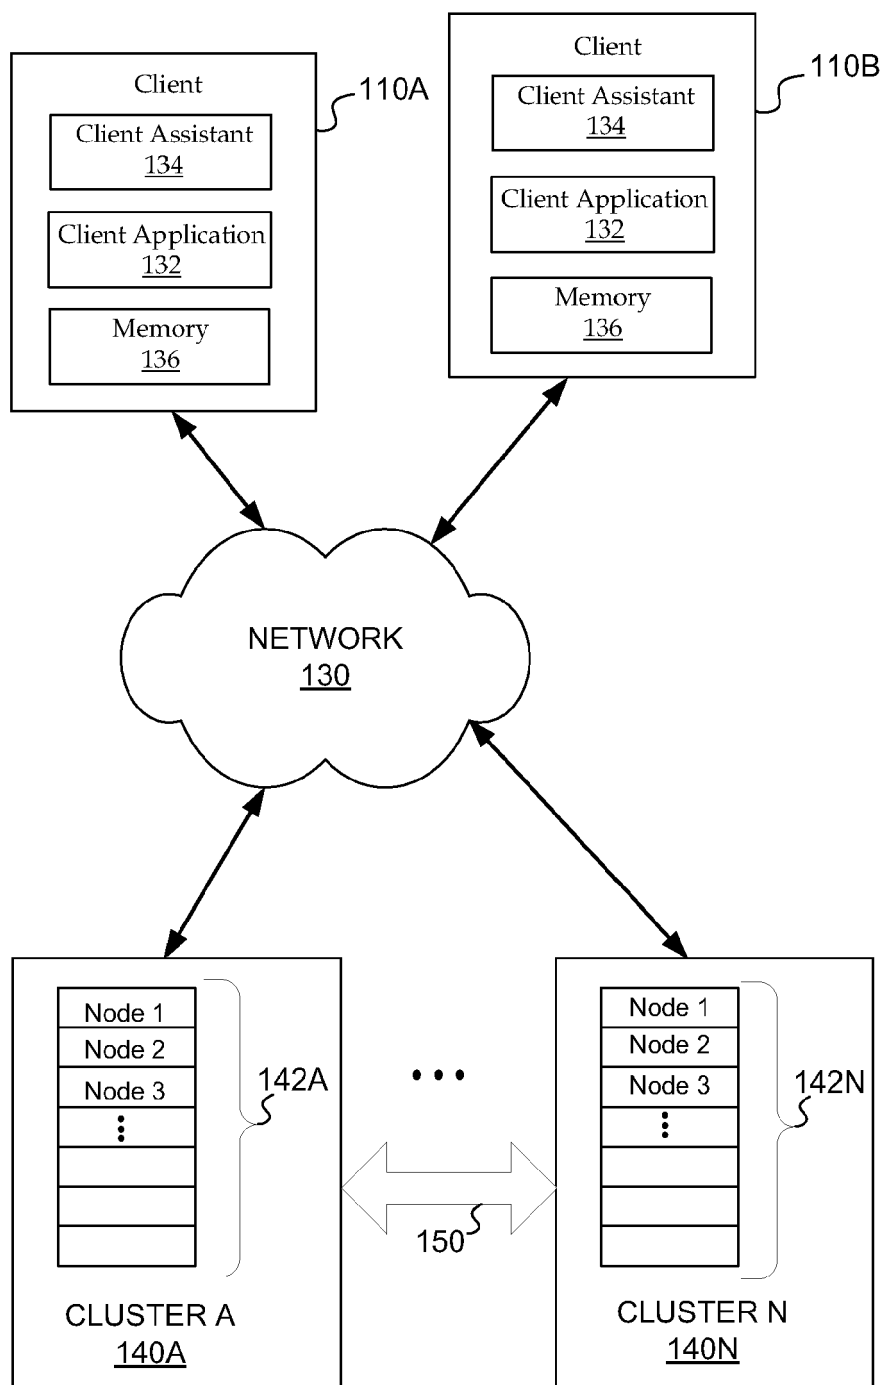 Client
Client Assistant
134
Client Application
132
Memory
136
110A
Client
Client Assistant
134
Client Application
132
Memory
136
110B
NETWORK
130
Node 1
Node 2
Node 3
142A
CLUSTER A
140A
150
Node 1
Node 2
Node 3
142N
CLUSTER N
140N